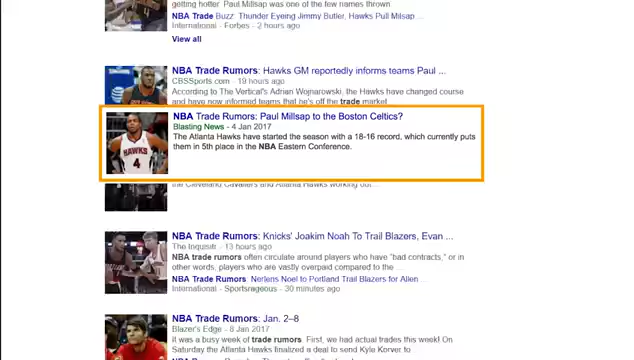 getting hotter' Paul Millsap was one of the few names thrown
NBA Trade Buzz: Thunder Eyeing Jimmy Butler, Hawks Pull Millsap ...
International - Forbes - 2 hours ago
View all
NBA Trade Rumors: Hawks GM reportedly informs teams Paul ...
CBSSports.com - 19 hours ago
According to The Vertical's Adrian Wojnarowski, the Hawks have changed course
and have now informed teams that he's off the trade market
NBA Trade Rumors: Paul Millsap to the Boston Celtics?
Blasting News - 4 Jan 2017
The Atlanta Hawks have started the season with a 18-16 record, which currently puts
them in 5th place in the NBA Eastern Conference.
HAWKS
4
the Cleveland Cavaliers and Atlanta Hawks working out...
NBA Trade Rumors: Knicks' Joakim Noah To Trail Blazers, Evan ...
The Inquisitr - 13 hours ago
NBA trade rumors often circulate around players who have "bad contracts," or in
other words, players who are vastly overpaid compared to the ...
NBA Trade Rumors: Nerlens Noel to Portland Trail Blazers for Allen ...
International - Sportsrageous - 30 minutes ago
NBA Trade Rumors: Jan. 2–8
Blazer's Edge - 8 Jan 2017
It was a busy week of trade rumors. First, we had actual trades this week! On
Saturday the Atlanta Hawks finalized a deal to send Kyle Korver to